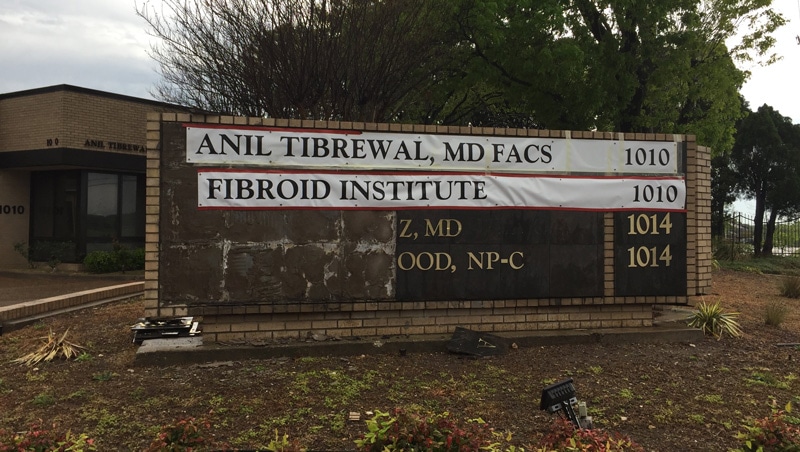 ANIL TIBREWAL, MD FACS 1010
FIBROID INSTITUTE 1010
Z, MD 1014
OOD, NP-C 1014
ANIL TIBREWAL
1010